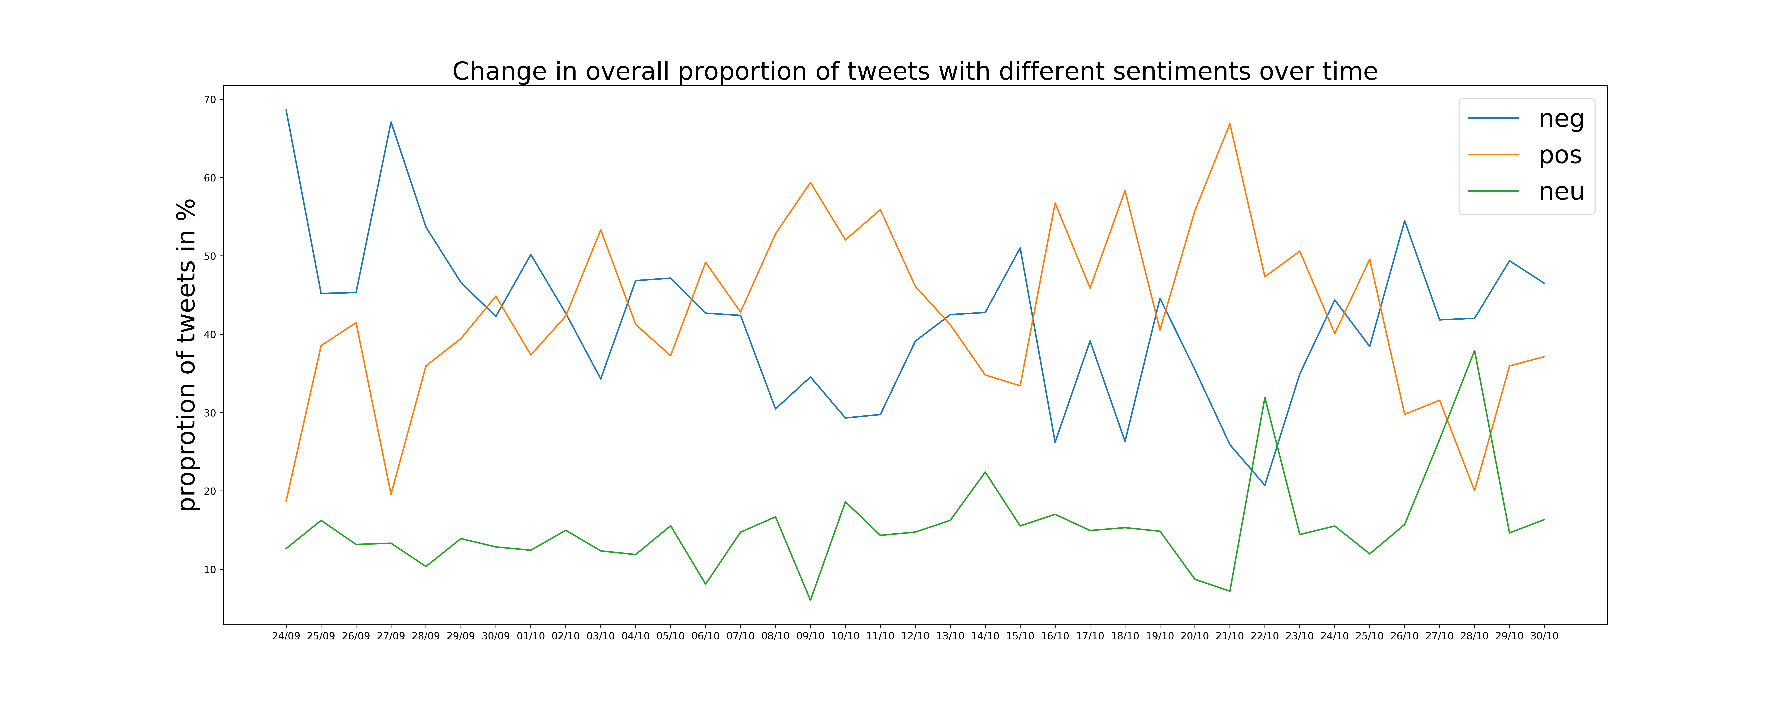 Change in overall proportion of tweets with different sentiments over time
neg
pos
neu
proprotion of tweets in %
70
60
50
40
30
20
10
24/09 25/09 26/09 27/09 28/09 29/09 30/09 01/10 02/10 03/10 04/10 05/10 06/10 07/10 08/10 09/10 10/10 11/10 12/10 13/10 14/10 15/10 16/10 17/10 18/10 19/10 20/10 21/10 22/10 23/10 24/10 25/10 26/10 27/10 28/10 29/10 30/10